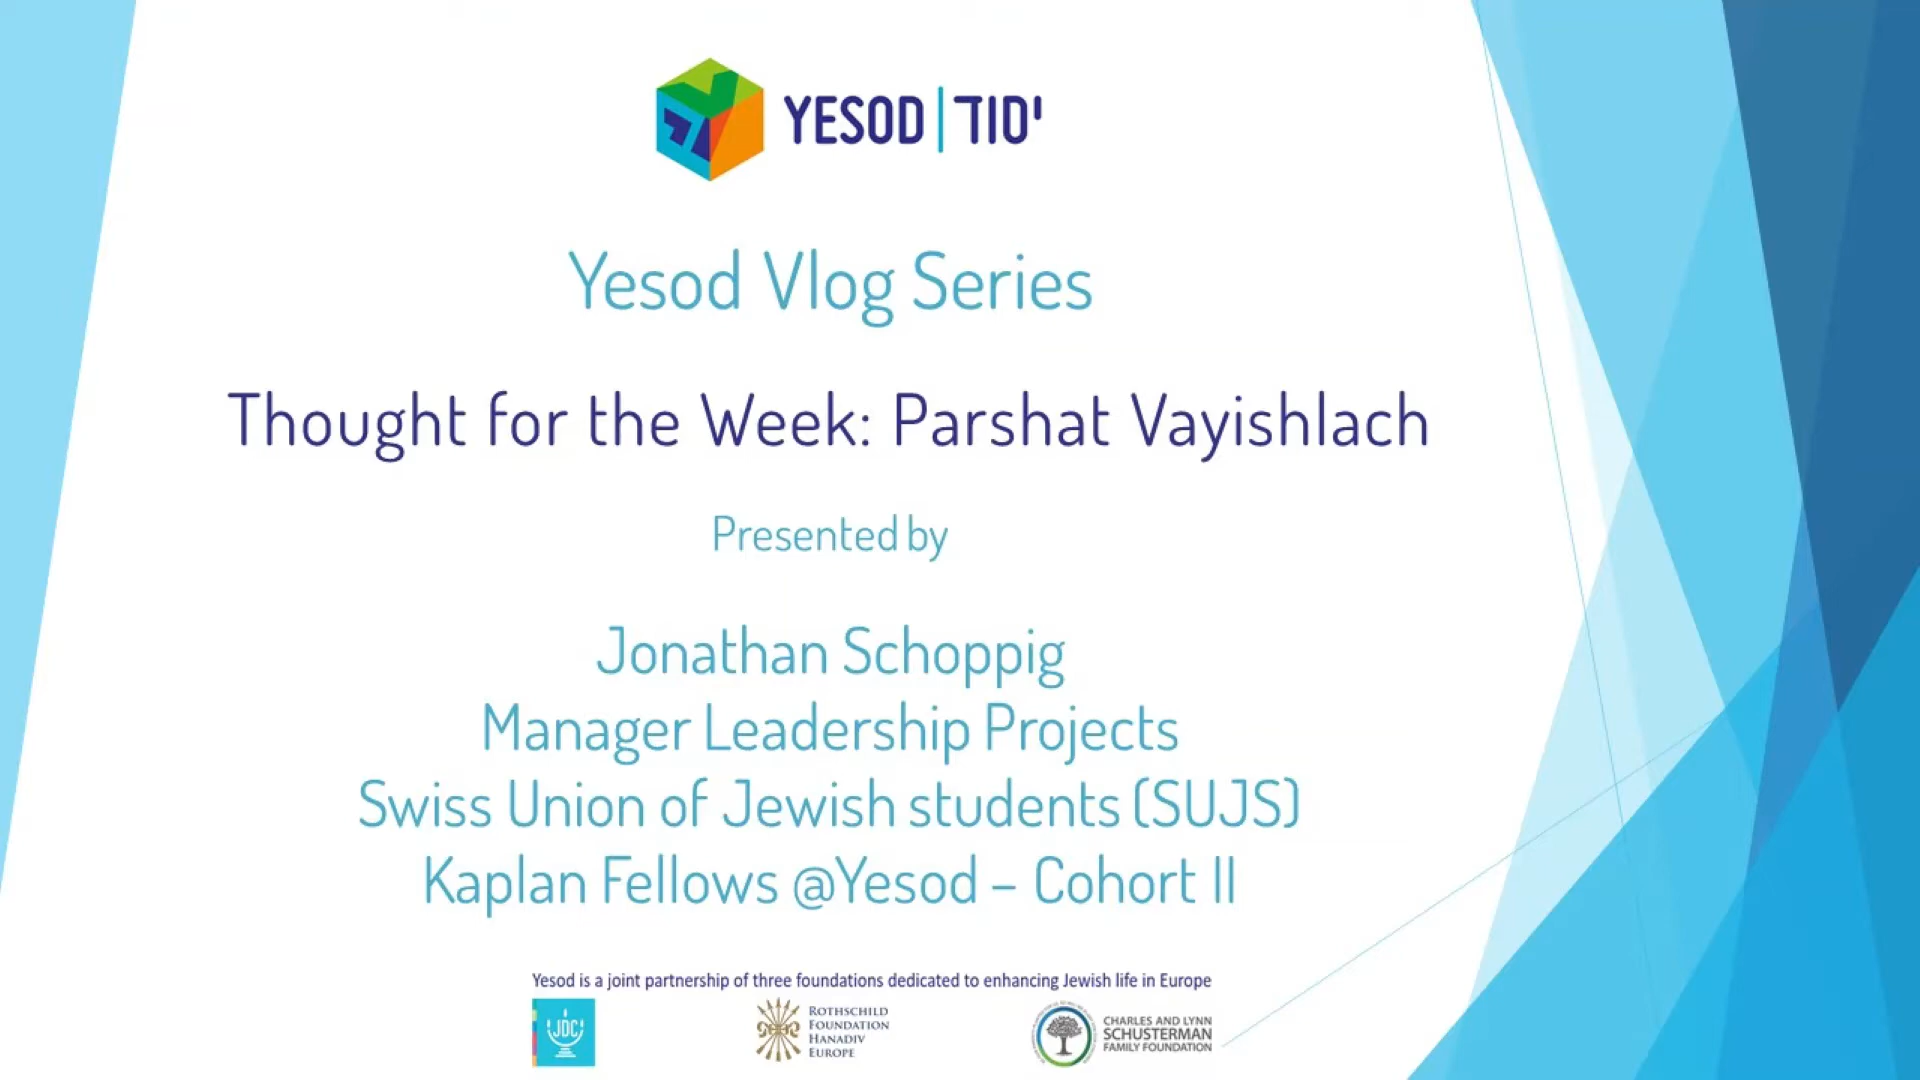 YESOD | יסוד
Yesod Vlog Series
Thought for the Week: Parshat Vayishlach
Presented by
Jonathan Schoppig
Manager Leadership Projects
Swiss Union of Jewish students (SUJS)
Kaplan Fellows @Yesod – Cohort II
Yesod is a joint partnership of three foundations dedicated to enhancing Jewish life in Europe
JDC
ROTHSCHILD
FOUNDATION
HANADIV
EUROPE
CHARLES AND LYNN
SCHUSTERMAN
FAMILY FOUNDATION